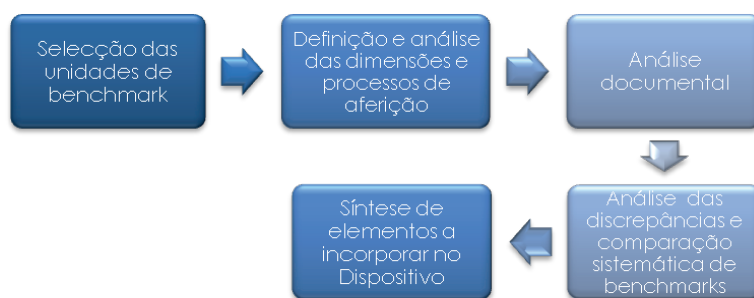 Selecção das
unidades de
benchmark
Definição e análise
das dimensões e
processos de
aferição
Análise
documental
Análise das
discrepâncias e
comparação
sistemática de
benchmarks
Síntese de
elementos a
incorporar no
Dispositivo